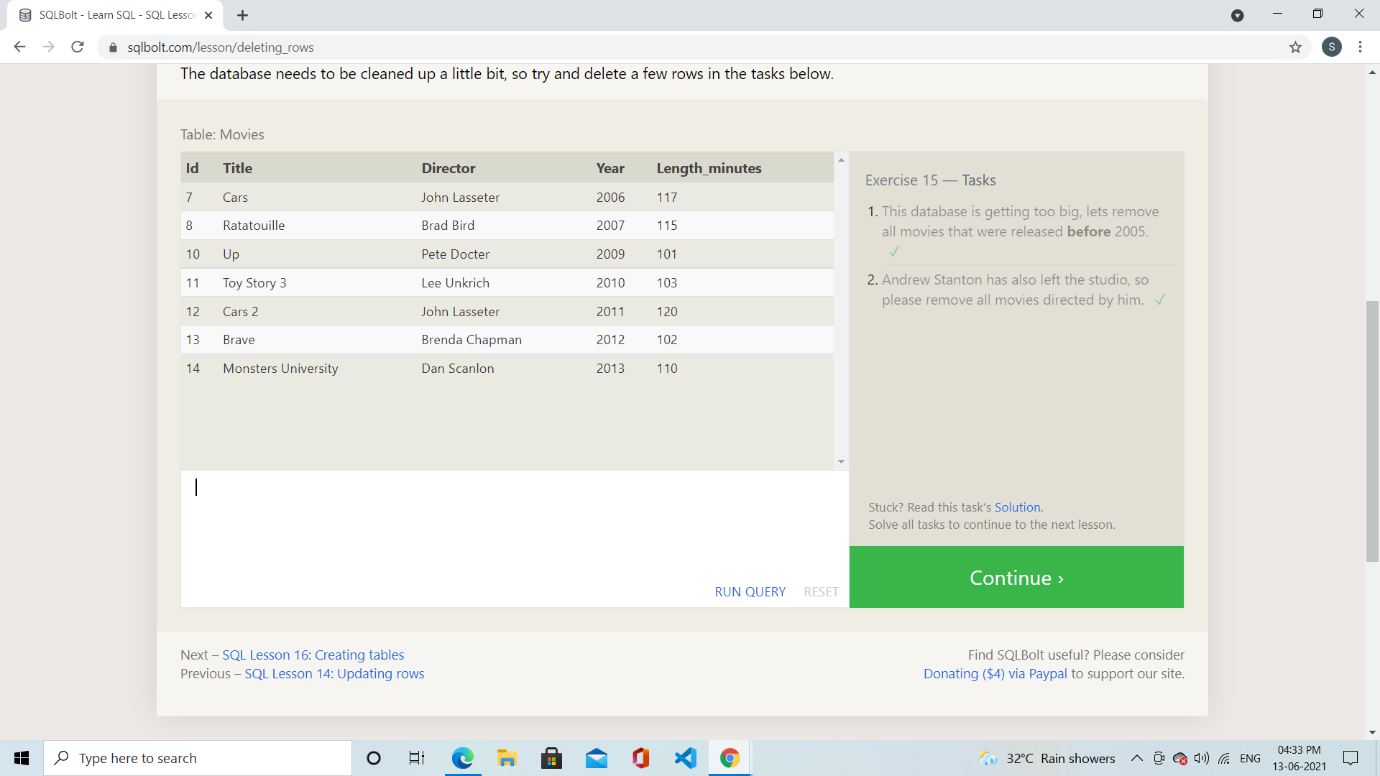 SQLBolt - Learn SQL - SQL Lesso
sqlbolt.com/lesson/deleting_rows
S
The database needs to be cleaned up a little bit, so try and delete a few rows in the tasks below.
Table: Movies
Id Title Director Year Length_minutes
7 Cars John Lasseter 2006 117
8 Ratatouille Brad Bird 2007 115
10 Up Pete Docter 2009 101
11 Toy Story 3 Lee Unkrich 2010 103
12 Cars 2 John Lasseter 2011 120
13 Brave Brenda Chapman 2012 102
14 Monsters University Dan Scanlon 2013 110
RUN QUERY RESET
Exercise 15 — Tasks
1. This database is getting too big, lets remove
all movies that were released before 2005.
✓
2. Andrew Stanton has also left the studio, so
please remove all movies directed by him. ✓
Stuck? Read this task's Solution.
Solve all tasks to continue to the next lesson.
Continue ›
Next – SQL Lesson 16: Creating tables
Previous – SQL Lesson 14: Updating rows
Find SQLBolt useful? Please consider
Donating ($4) via Paypal to support our site.
Type here to search
32°C Rain showers
ENG
04:33 PM
13-06-2021